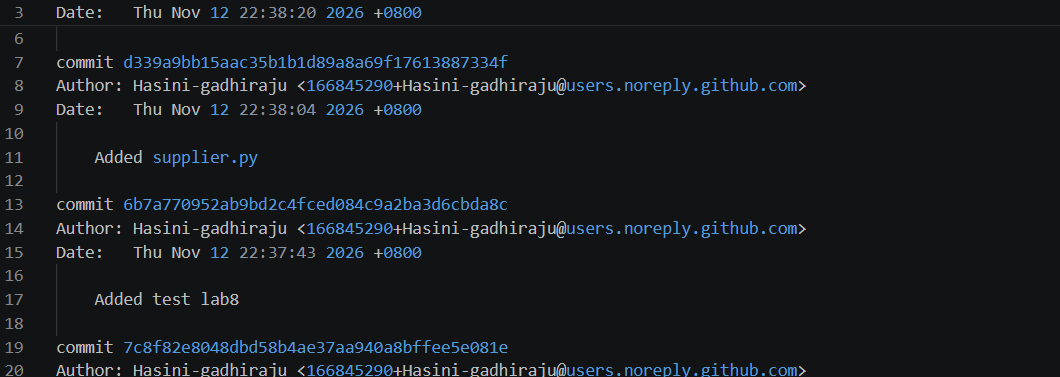 3 Date:   Thu Nov 12 22:38:20 2026 +0800
6
7 commit d339a9bb15aac35b1b1d89a8a69f17613887334f
8 Author: Hasini-gadhiraju <166845290+Hasini-gadhiraju@users.noreply.github.com>
9 Date:   Thu Nov 12 22:38:04 2026 +0800
10
11     Added supplier.py
12
13 commit 6b7a770952ab9bd2c4fced084c9a2ba3d6cbda8c
14 Author: Hasini-gadhiraju <166845290+Hasini-gadhiraju@users.noreply.github.com>
15 Date:   Thu Nov 12 22:37:43 2026 +0800
16
17     Added test lab8
18
19 commit 7c8f82e8048dbd58b4ae37aa940a8bffee5e081e
20 Author: Hasini-gadhiraju <166845290+Hasini-gadhiraju@users.noreply.github.com>